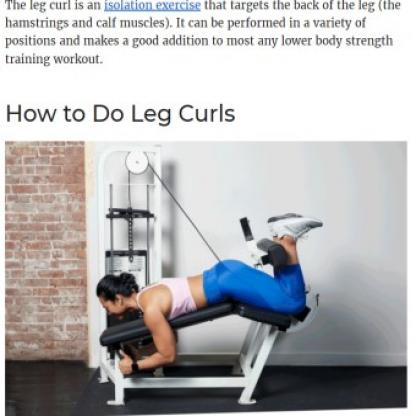 The leg curl is an isolation exercise that targets the back of the leg (the
hamstrings and calf muscles). It can be performed in a variety of
positions and makes a good addition to most any lower body strength
training workout.
How to Do Leg Curls